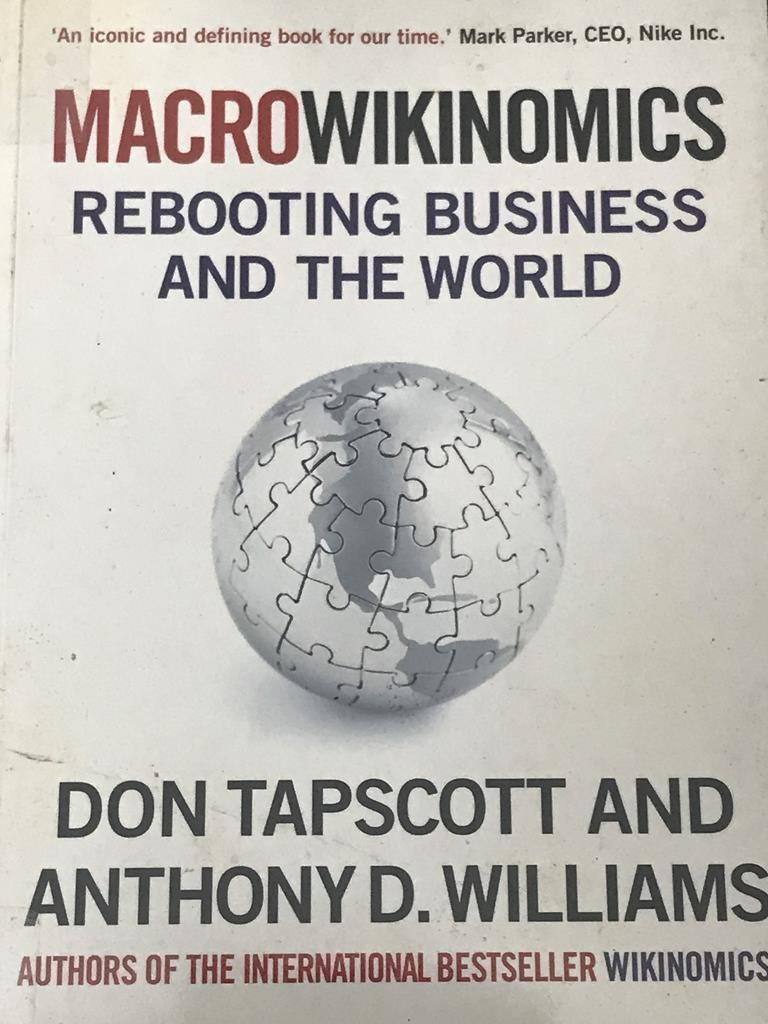 'An iconic and defining book for our time.' Mark Parker, CEO, Nike Inc.
MACROWIKINOMICS
REBOOTING BUSINESS
AND THE WORLD
DON TAPSCOTT AND
ANTHONY D. WILLIAMS
AUTHORS OF THE INTERNATIONAL BESTSELLER WIKINOMICS